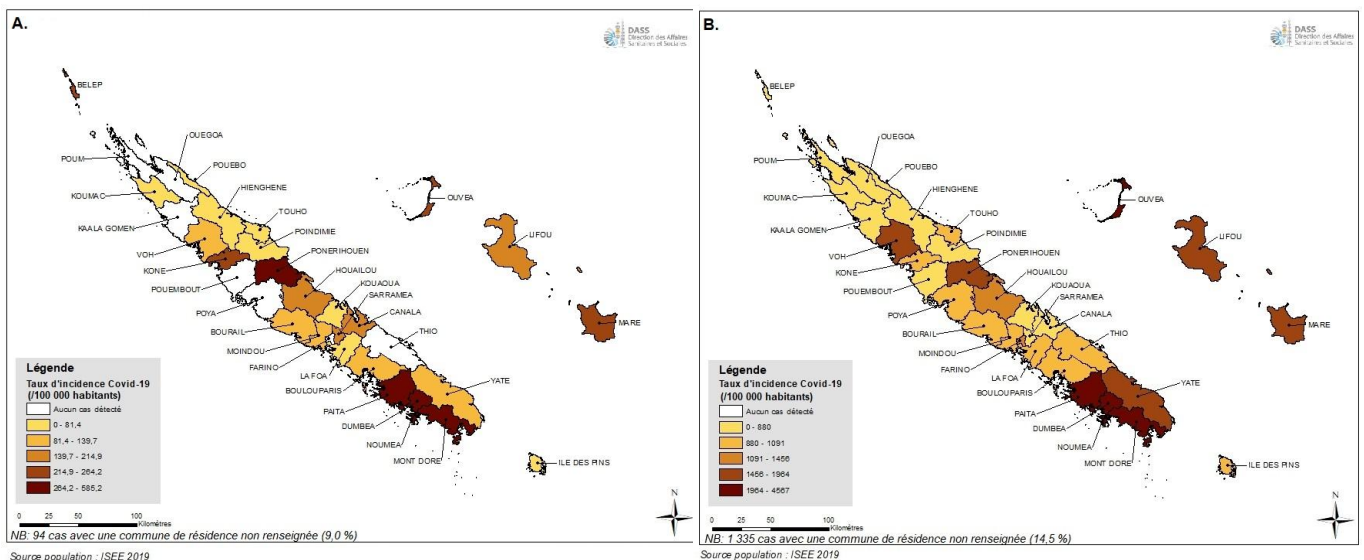 A.
DASS
Direction des Affaires
Sanitaires et Sociales
BELEP
OUEGOA
POUM
POUEBO
KOUMAC
HIENGHENE
OUVEA
TOUHO
KAALA GOMEN
POINDIMIE
LIFOU
VOH
PONERIHOUEN
KONE
HOUAILOU
POUEMBOUT
KOUAOUA
SARRAMEA
POYA
CANALA
MARE
BOURAIL
THIO
MOINDOU
FARINO
LA FOA
YATE
BOULOUPARIS
PAITA
DUMBEA
NOUMEA
MONT DORE
ILE DES PINS
Légende
Taux d'incidence Covid-19
(/100 000 habitants)
Aucun cas détecté
0 - 81,4
81,4 - 139,7
139,7 - 214,9
214,9 - 264,2
264,2 - 585,2
N
0 25 50 100
Kilomètres
NB: 94 cas avec une commune de résidence non renseignée (9,0 %)
Source population : ISEE 2019
B.
DASS
Direction des Affaires
Sanitaires et Sociales
BELEP
OUEGOA
POUM
POUEBO
KOUMAC
HIENGHENE
OUVEA
TOUHO
KAALA GOMEN
POINDIMIE
LIFOU
VOH
PONERIHOUEN
KONE
HOUAILOU
POUEMBOUT
KOUAOUA
SARRAMEA
POYA
CANALA
MARE
BOURAIL
THIO
MOINDOU
FARINO
LA FOA
YATE
BOULOUPARIS
PAITA
DUMBEA
NOUMEA
MONT DORE
ILE DES PINS
Légende
Taux d'incidence Covid-19
(/100 000 habitants)
Aucun cas détecté
0 - 880
880 - 1091
1091 - 1456
1456 - 1964
1964 - 4567
N
0 25 50 100
Kilomètres
NB: 1 335 cas avec une commune de résidence non renseignée (14,5 %)
Source population : ISEE 2019